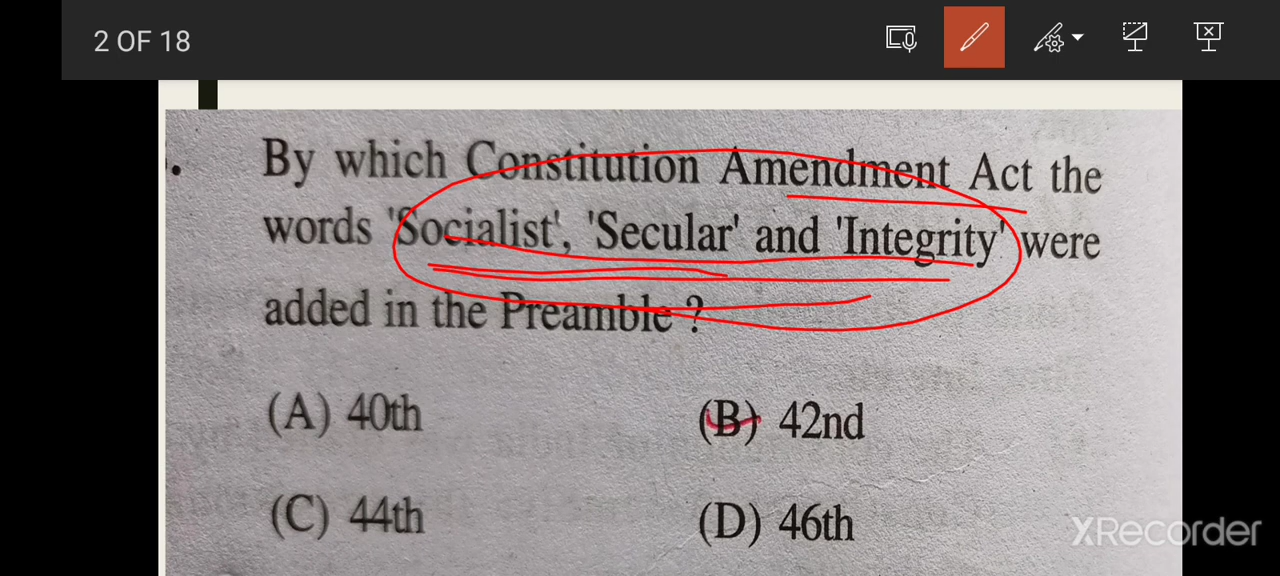 2 OF 18
. By which Constitution Amendment Act the
words 'Socialist', 'Secular' and 'Integrity' were
added in the Preamble ?
(A) 40th (B) 42nd
(C) 44th (D) 46th
XRecorder